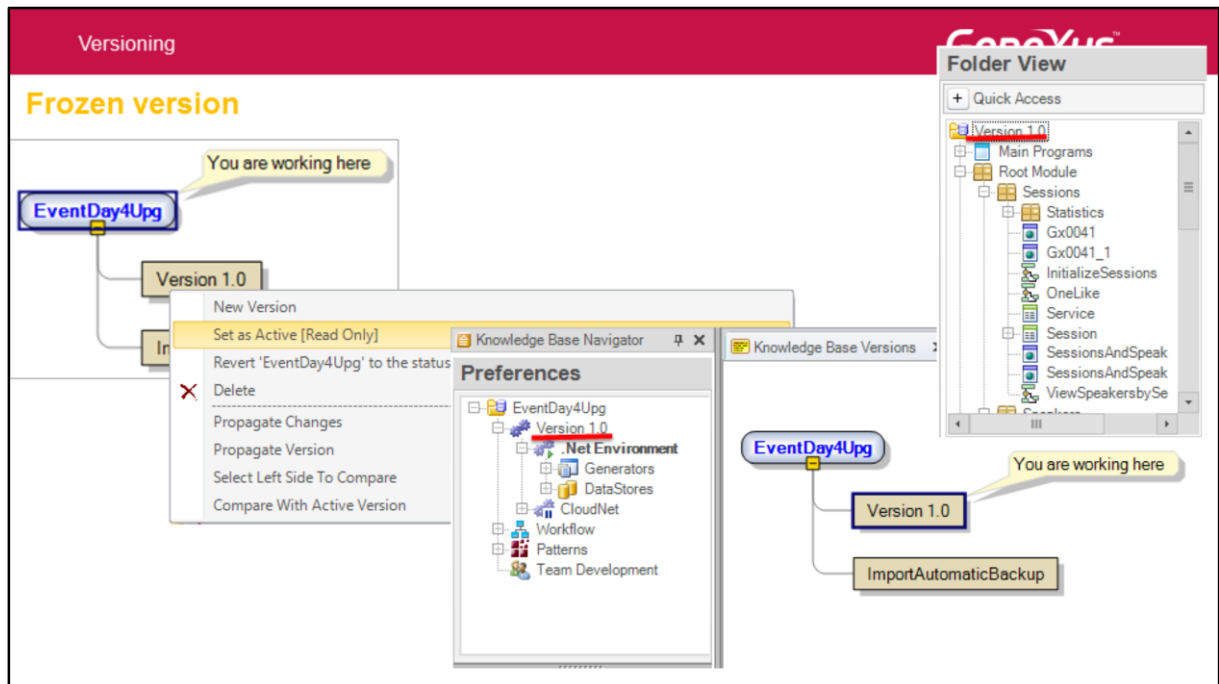 Versioning
GeneXus™
Frozen version
You are working here
EventDay4Upg
Version 1.0
New Version
Set as Active [Read Only]
Revert 'EventDay4Upg' to the status
Delete
Propagate Changes
Propagate Version
Select Left Side To Compare
Compare With Active Version
Knowledge Base Navigator
Preferences
EventDay4Upg
Version 1.0
.Net Environment
Generators
DataStores
CloudNet
Workflow
Patterns
Team Development
Knowledge Base Versions
EventDay4Upg
You are working here
Version 1.0
ImportAutomaticBackup
Folder View
+ Quick Access
Version 1.0
Main Programs
Root Module
Sessions
Statistics
Gx0041
Gx0041_1
InitializeSessions
OneLike
Service
Session
SessionsAndSpeak
SessionsAndSpeak
ViewSpeakersbySe